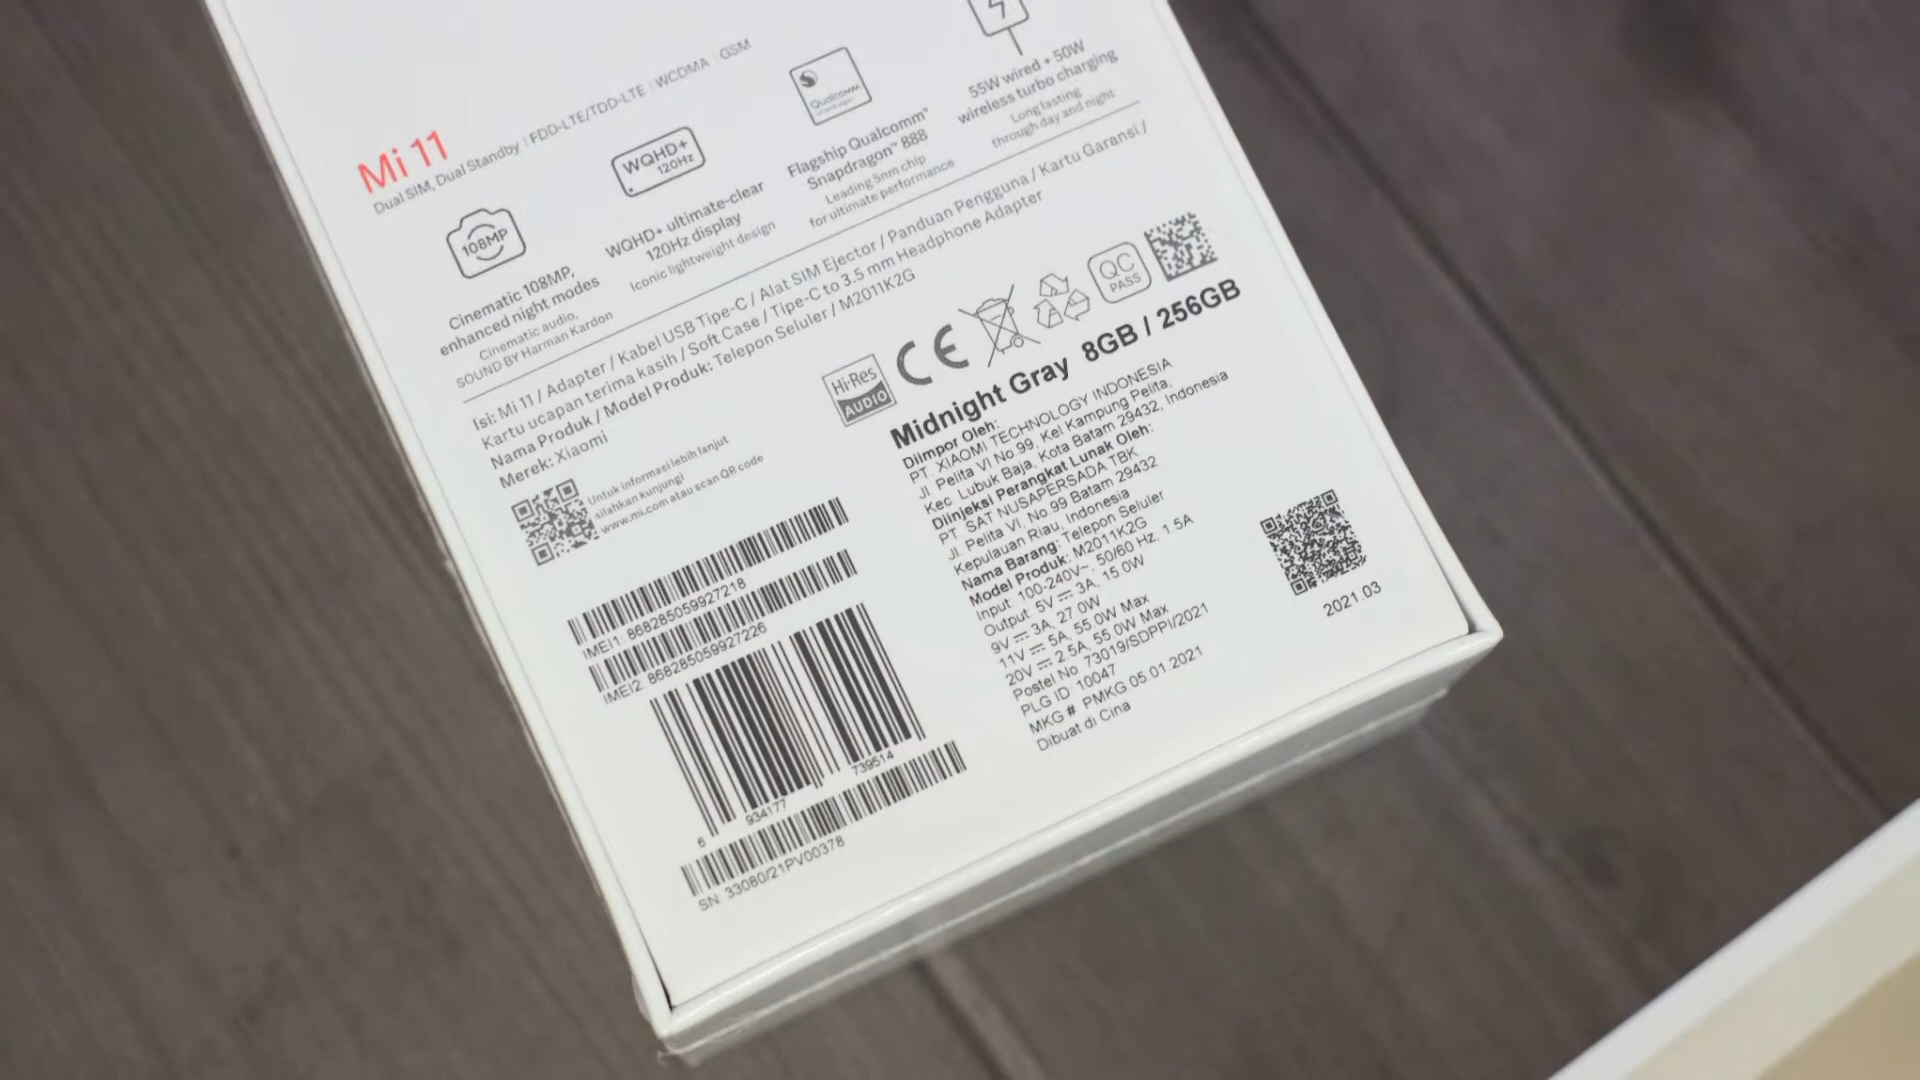 Mi 11
Dual SIM, Dual Standby | FDD-LTE/TDD-LTE | WCDMA | GSM
108MP
Cinematic 108MP,
enhanced night modes
Cinematic audio,
SOUND BY Harman Kardon
WQHD+
120Hz
WQHD+ ultimate-clear
120Hz display
Iconic lightweight design
Qualcomm
snapdragon
Flagship Qualcomm®
Snapdragon™ 888
Leading 5nm chip
for ultimate performance
55W wired + 50W
wireless turbo charging
Long lasting
through day and night
Isi: Mi 11 / Adapter / Kabel USB Tipe-C / Alat SIM Ejector / Panduan Pengguna / Kartu Garansi /
Kartu ucapan terima kasih / Soft Case / Tipe-C to 3.5 mm Headphone Adapter
Nama Produk / Model Produk: Telepon Seluler / M2011K2G
Merek: Xiaomi
Untuk informasi lebih lanjut
silahkan kunjungi
www.mi.com atau scan QR code
Hi-Res
AUDIO
CE
QC
PASS
Midnight Gray 8GB / 256GB
Diimpor Oleh:
PT. XIAOMI TECHNOLOGY INDONESIA
Jl. Pelita VI No 99, Kel Kampung Pelita,
Kec. Lubuk Baja, Kota Batam 29432, Indonesia
Diinjeksi Perangkat Lunak Oleh:
PT. SAT NUSAPERSADA TBK
Jl. Pelita VI, No.99 Batam 29432
Kepulauan Riau, Indonesia
Nama Barang: Telepon Seluler
Model Produk: M2011K2G
Input: 100-240V~, 50/60 Hz, 1.5A
Output: 5V⎓3A, 15.0W
9V⎓3A, 27.0W
11V⎓5A, 55.0W Max
20V⎓2.5A, 55.0W Max
Postel No 73019/SDPPI/2021
PLG ID 10047
MKG # PMKG.05.01.2021
Dibuat di Cina
2021.03
IMEI1: 868285059927218
IMEI2: 868285059927226
6 934177 739514
SN: 33080/21PV00378